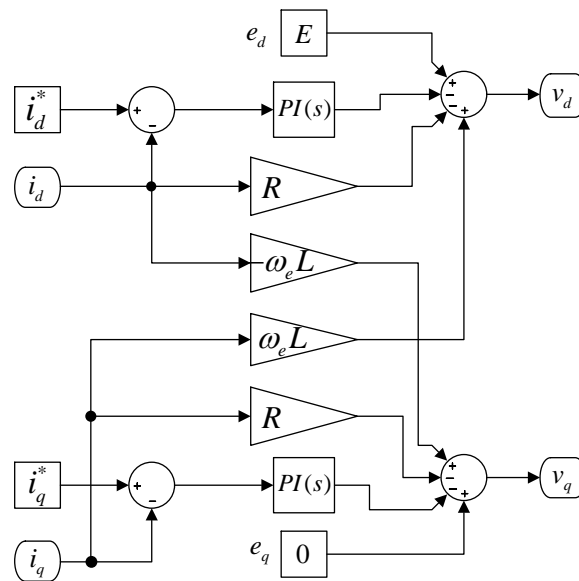 e_d E
+
i_d^* + PI(s) − − v_d
− +
i_d R
−ω_e L
ω_e L
R
+
i_q^* + PI(s) − − v_q
− +
i_q e_q 0